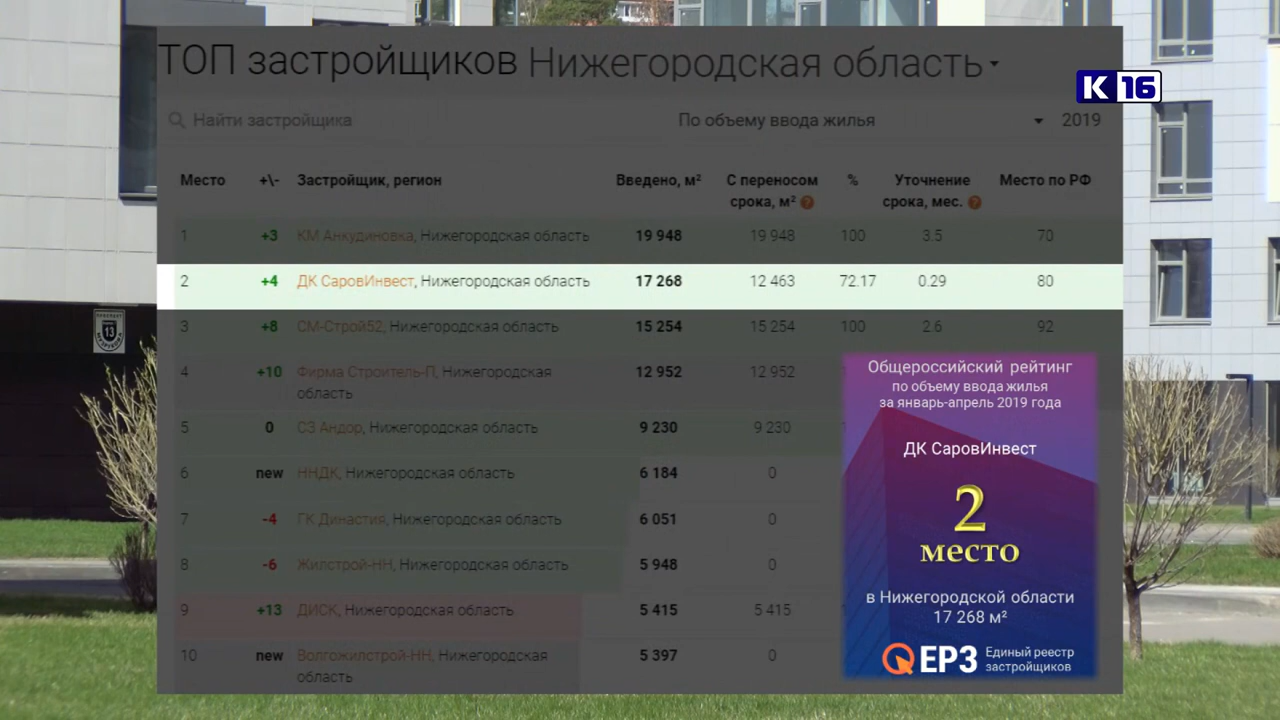 ТОП застройщиков Нижегородская область
К 16
Найти застройщика По объему ввода жилья 2019
Место +\- Застройщик, регион Введено, м² С переносом срока, м² ? % Уточнение срока, мес. ? Место по РФ
1 +3 КМ Анкудиновка, Нижегородская область 19 948 19 948 100 3.5 70
2 +4 ДК СаровИнвест, Нижегородская область 17 268 12 463 72.17 0.29 80
3 +8 СМ-Строй52, Нижегородская область 15 254 15 254 100 2.6 92
4 +10 Фирма Строитель-П, Нижегородская
область 12 952 12 952
5 0 СЗ Андор, Нижегородская область 9 230 9 230
6 new ННДК, Нижегородская область 6 184 0
7 -4 ГК Династия, Нижегородская область 6 051 0
8 -6 Жилстрой-НН, Нижегородская область 5 948 0
9 +13 ДИСК, Нижегородская область 5 415 5 415
10 new Волгожилстрой-НН, Нижегородская
область 5 397 0
Общероссийский рейтинг
по объему ввода жилья
за январь-апрель 2019 года
ДК СаровИнвест
2
место
в Нижегородской области
17 268 м²
ЕРЗ Единый реестр
застройщиков
13